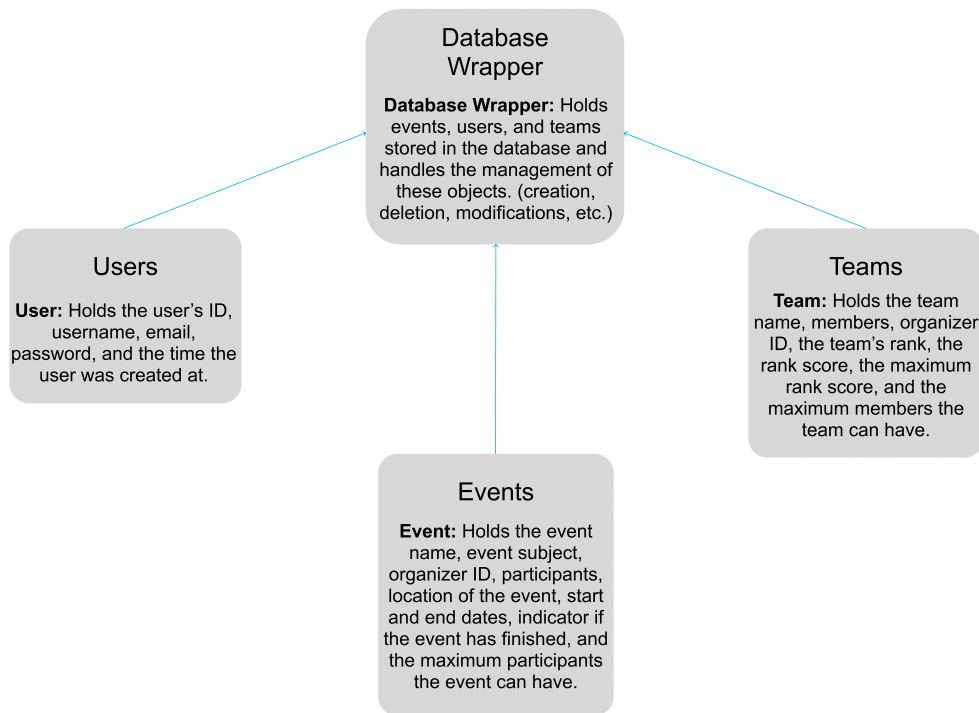 Database
Wrapper
Database Wrapper: Holds
events, users, and teams
stored in the database and
handles the management of
these objects. (creation,
deletion, modifications, etc.)
Users
User: Holds the user’s ID,
username, email,
password, and the time the
user was created at.
Teams
Team: Holds the team
name, members, organizer
ID, the team’s rank, the
rank score, the maximum
rank score, and the
maximum members the
team can have.
Events
Event: Holds the event
name, event subject,
organizer ID, participants,
location of the event, start
and end dates, indicator if
the event has finished, and
the maximum participants
the event can have.